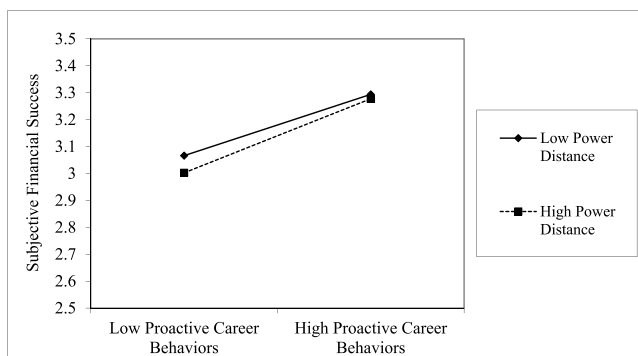 3.5
3.4
3.3
3.2
3.1
3
2.9
2.8
2.7
2.6
2.5
Subjective Financial Success
Low Proactive Career
Behaviors
High Proactive Career
Behaviors
Low Power
Distance
High Power
Distance